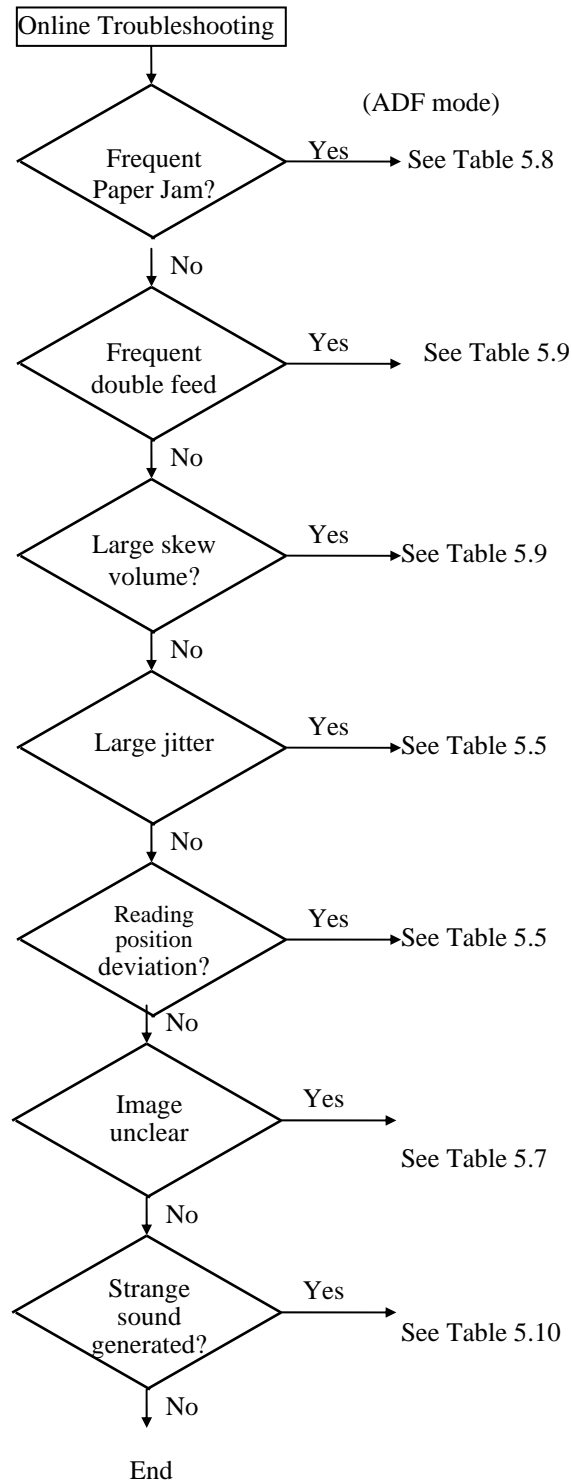 Online Troubleshooting
(ADF mode)
Frequent
Paper Jam?
Yes
See Table 5.8
No
Frequent
double feed
Yes
See Table 5.9
No
Large skew
volume?
Yes
See Table 5.9
No
Large jitter
Yes
See Table 5.5
No
Reading
position
deviation?
Yes
See Table 5.5
No
Image
unclear
Yes
See Table 5.7
No
Strange
sound
generated?
Yes
See Table 5.10
No
End